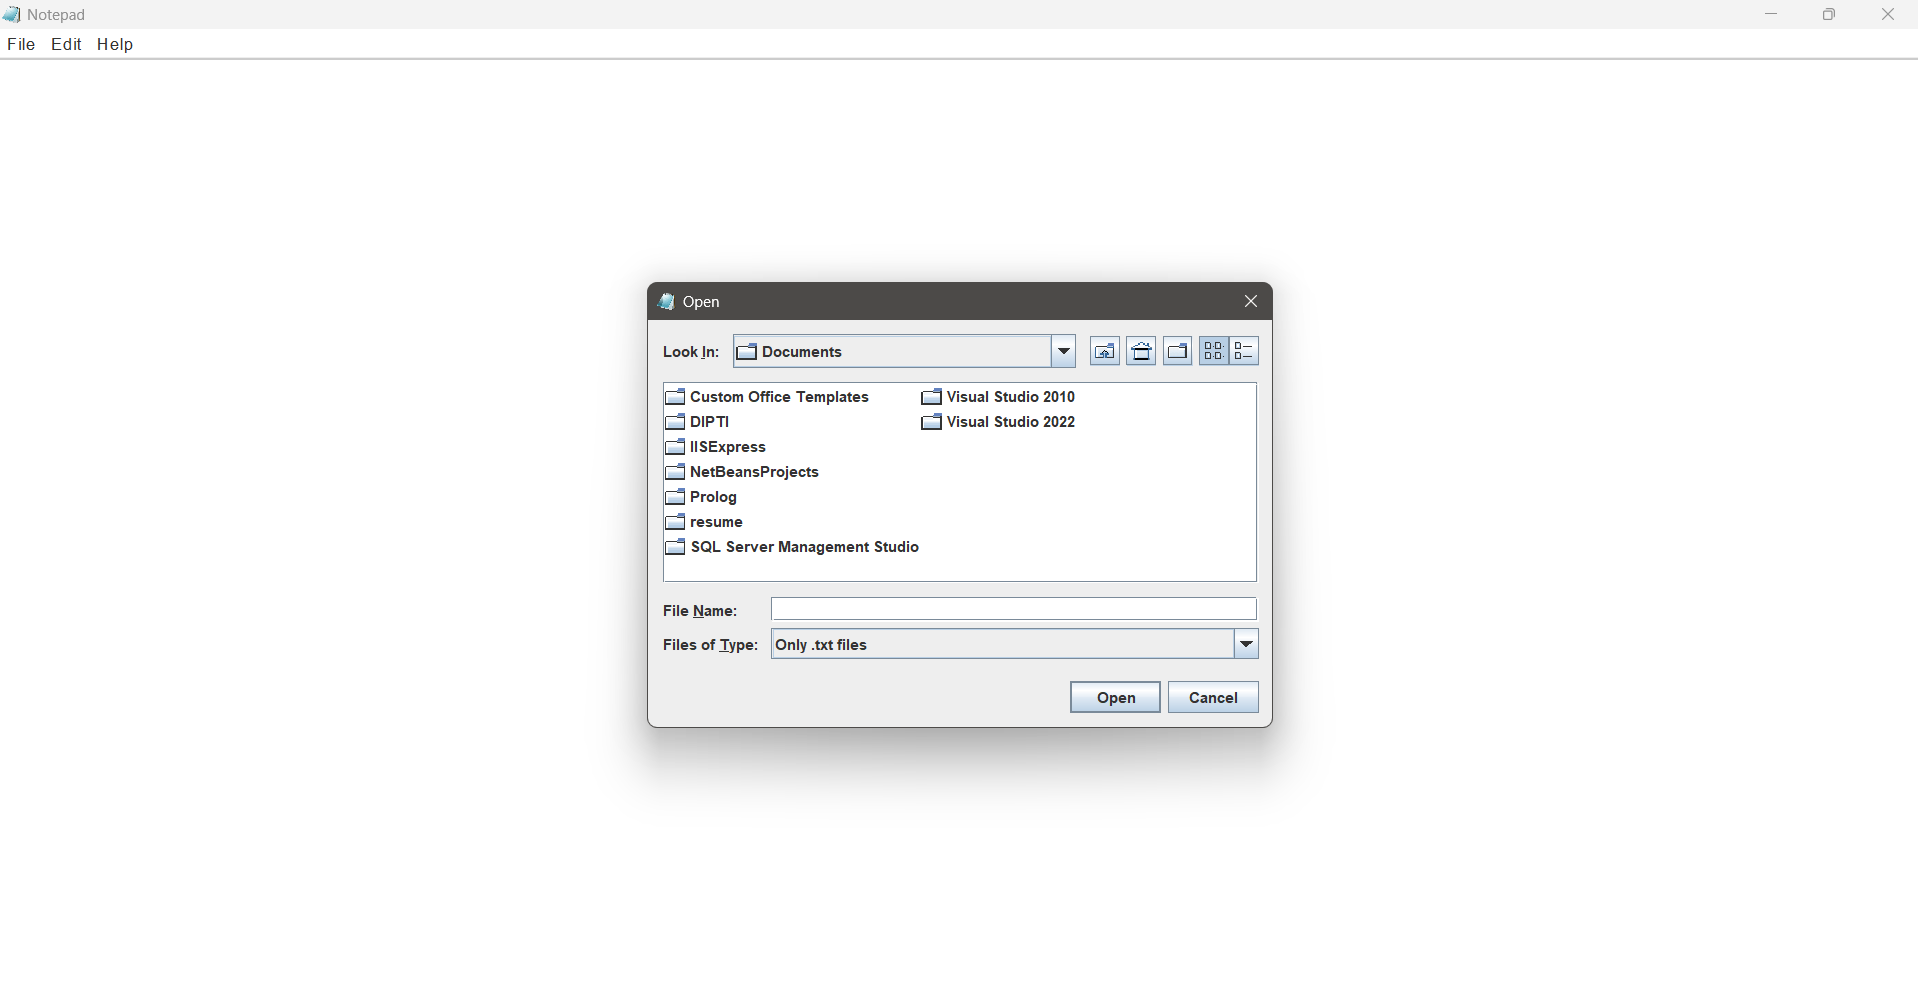 Notepad
File Edit Help
Open
Look In: Documents
Custom Office Templates
DIPTI
IISExpress
NetBeansProjects
Prolog
resume
SQL Server Management Studio
Visual Studio 2010
Visual Studio 2022
File Name:
Files of Type: Only .txt files
Open Cancel